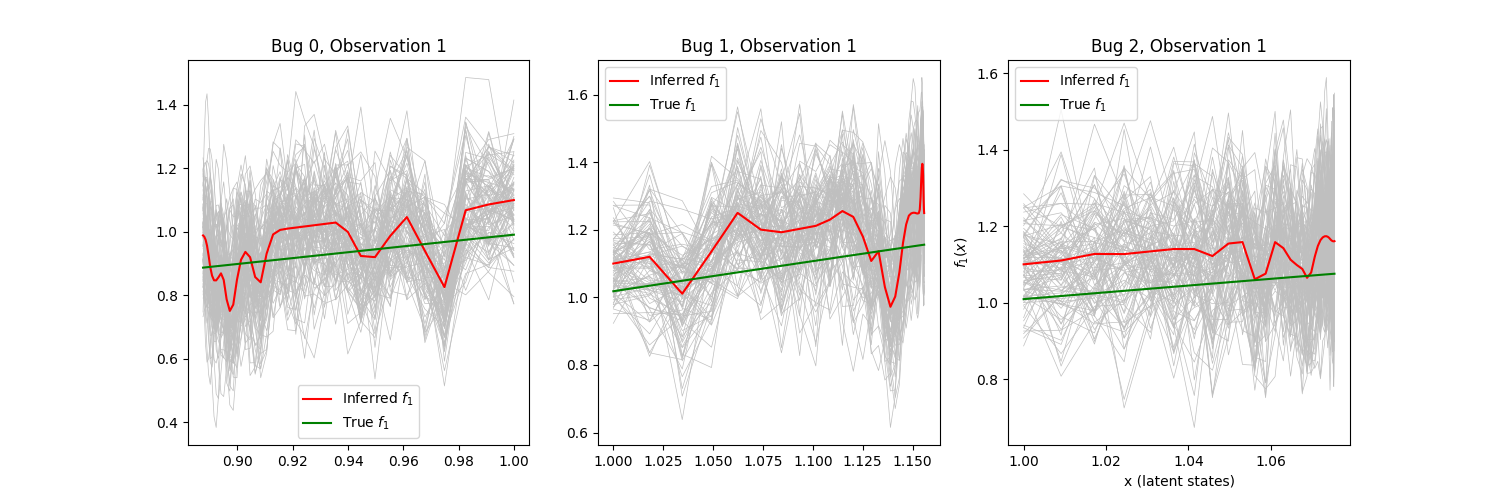 Bug 0, Observation 1
1.4
1.2
1.0
0.8
0.6
0.4
Inferred f₁
True f₁
0.90 0.92 0.94 0.96 0.98 1.00
Bug 1, Observation 1
Inferred f₁
True f₁
1.6
1.4
1.2
1.0
0.8
0.6
1.000 1.025 1.050 1.075 1.100 1.125 1.150
Bug 2, Observation 1
Inferred f₁
True f₁
1.6
1.4
1.2
1.0
0.8
f₁(x)
1.00 1.02 1.04 1.06
x (latent states)